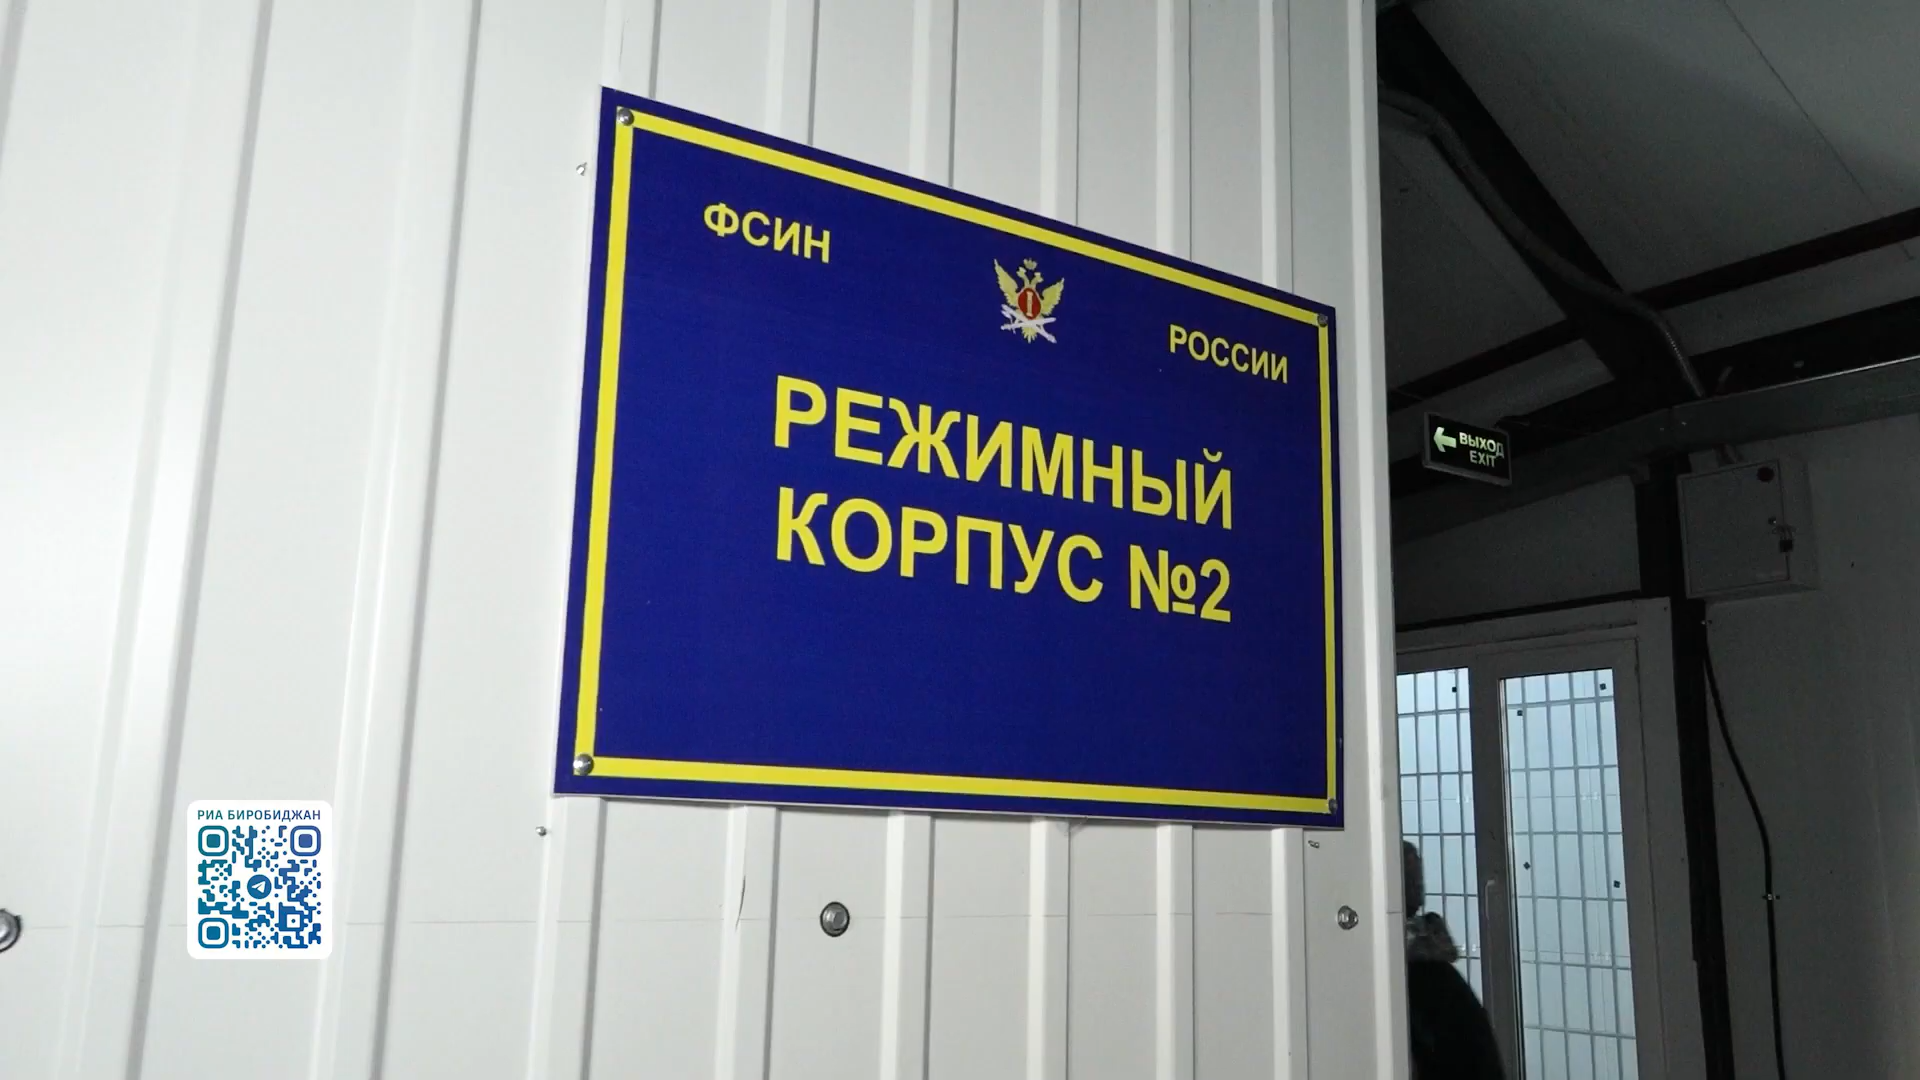 ФСИН
РОССИИ
РЕЖИМНЫЙ
КОРПУС №2
ВЫХОД
EXIT
РИА БИРОБИДЖАН